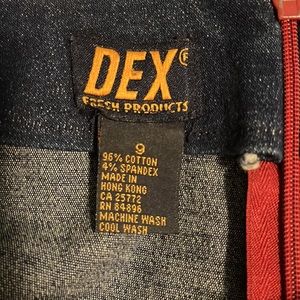 DEX®
FRESH PRODUCTS
9
96% COTTON
4% SPANDEX
MADE IN
HONG KONG
CA 25772
RN 84896
MACHINE WASH
COOL WASH